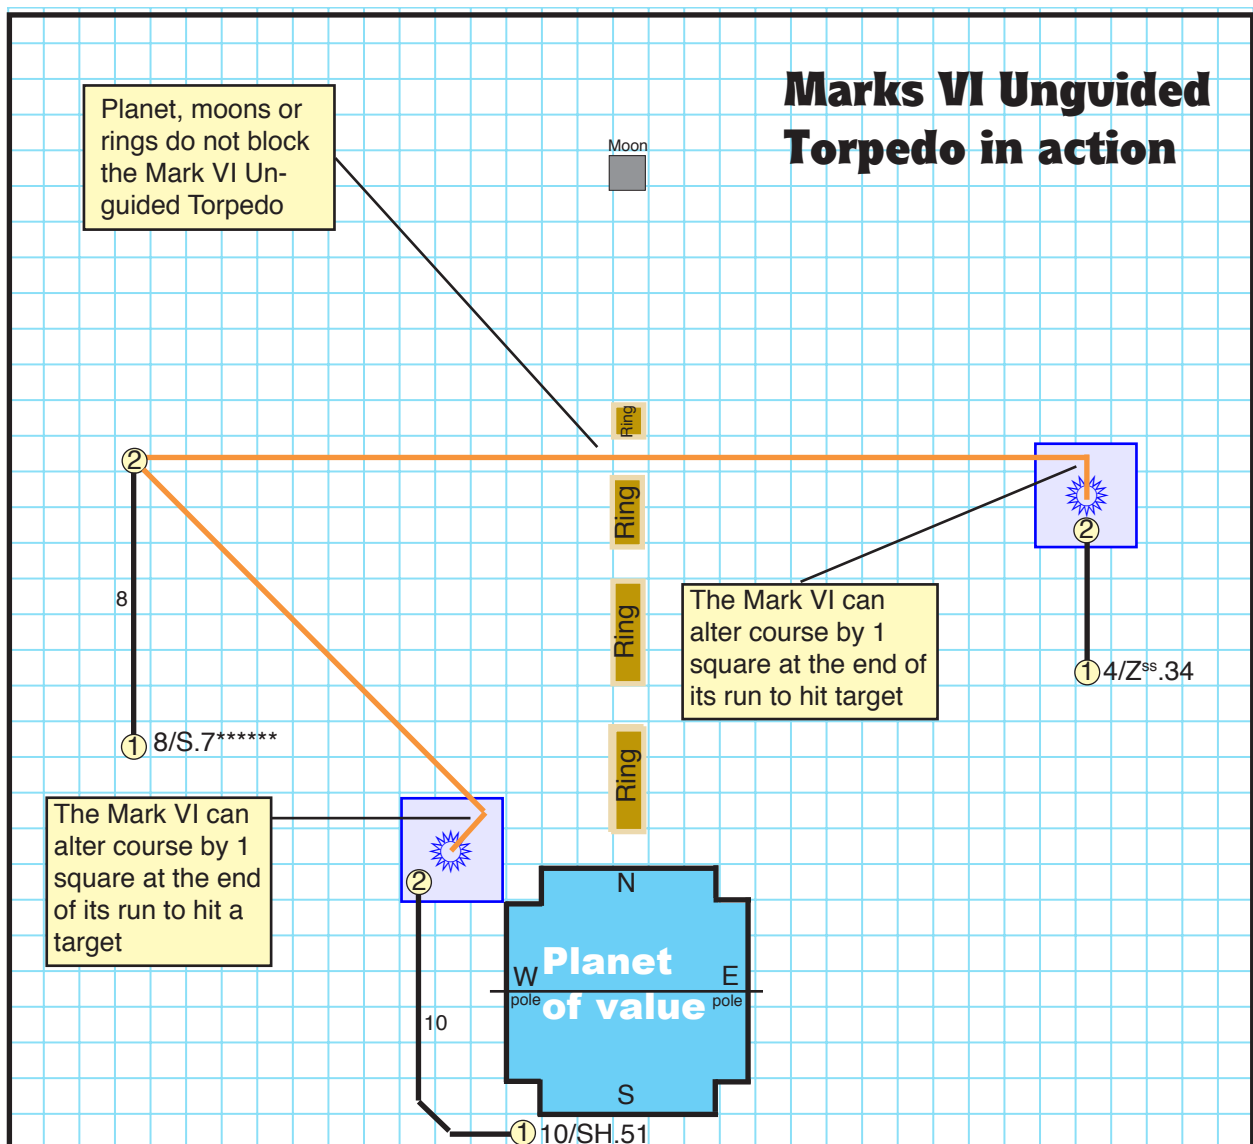 Marks VI Unguided
Torpedo in action
Planet, moons or
rings do not block
the Mark VI Un-
guided Torpedo
Moon
Ring
2
Ring
2
8
Ring
The Mark VI can
alter course by 1
square at the end of
its run to hit target
1 4/Zss.34
1 8/S.7******
Ring
The Mark VI can
alter course by 1
square at the end
of its run to hit a
target
2
N
W
pole
Planet
of value
E
pole
10
S
1 10/SH.51